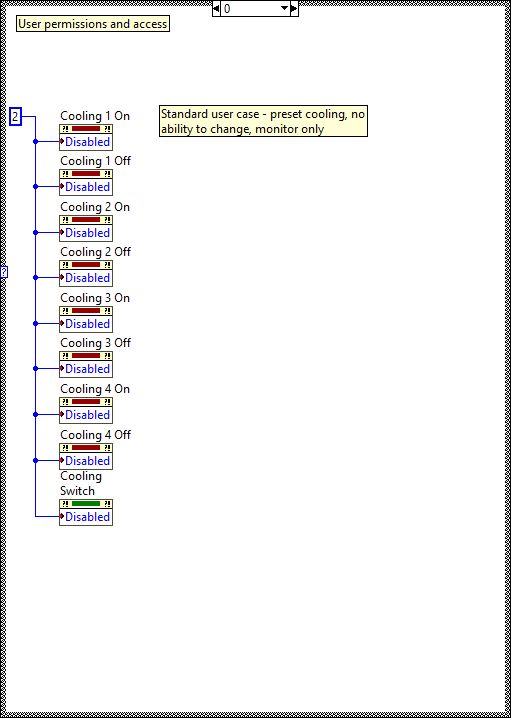 0
User permissions and access
2
Cooling 1 On
Standard user case - preset cooling, no
ability to change, monitor only
?! ?!
Disabled
Cooling 1 Off
?! ?!
Disabled
Cooling 2 On
?! ?!
Disabled
Cooling 2 Off
?! ?!
Disabled
?
Cooling 3 On
?! ?!
Disabled
Cooling 3 Off
?! ?!
Disabled
Cooling 4 On
?! ?!
Disabled
Cooling 4 Off
?! ?!
Disabled
Cooling
Switch
?! ?!
Disabled